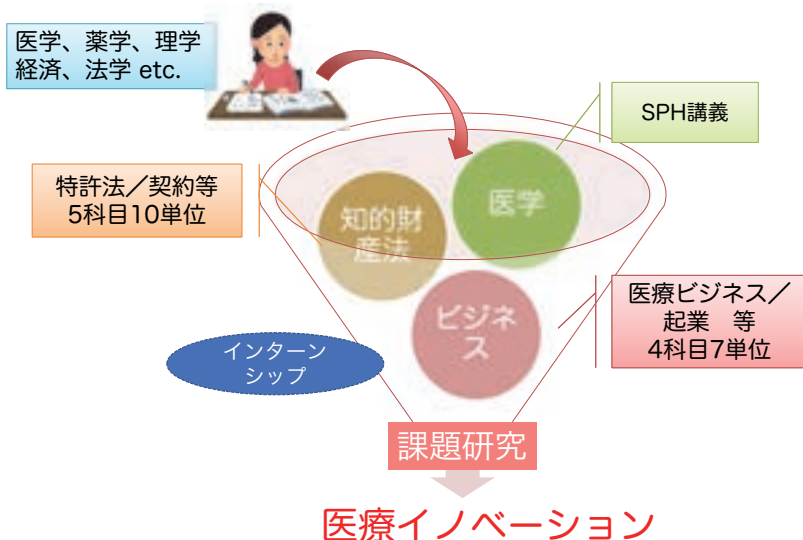 医学、薬学、理学
経済、法学 etc.
SPH講義
特許法／契約等
5科目10単位
医学
知的財
産法
ビジネ
ス
医療ビジネス／
起業　等
4科目7単位
インターン
シップ
課題研究
医療イノベーション